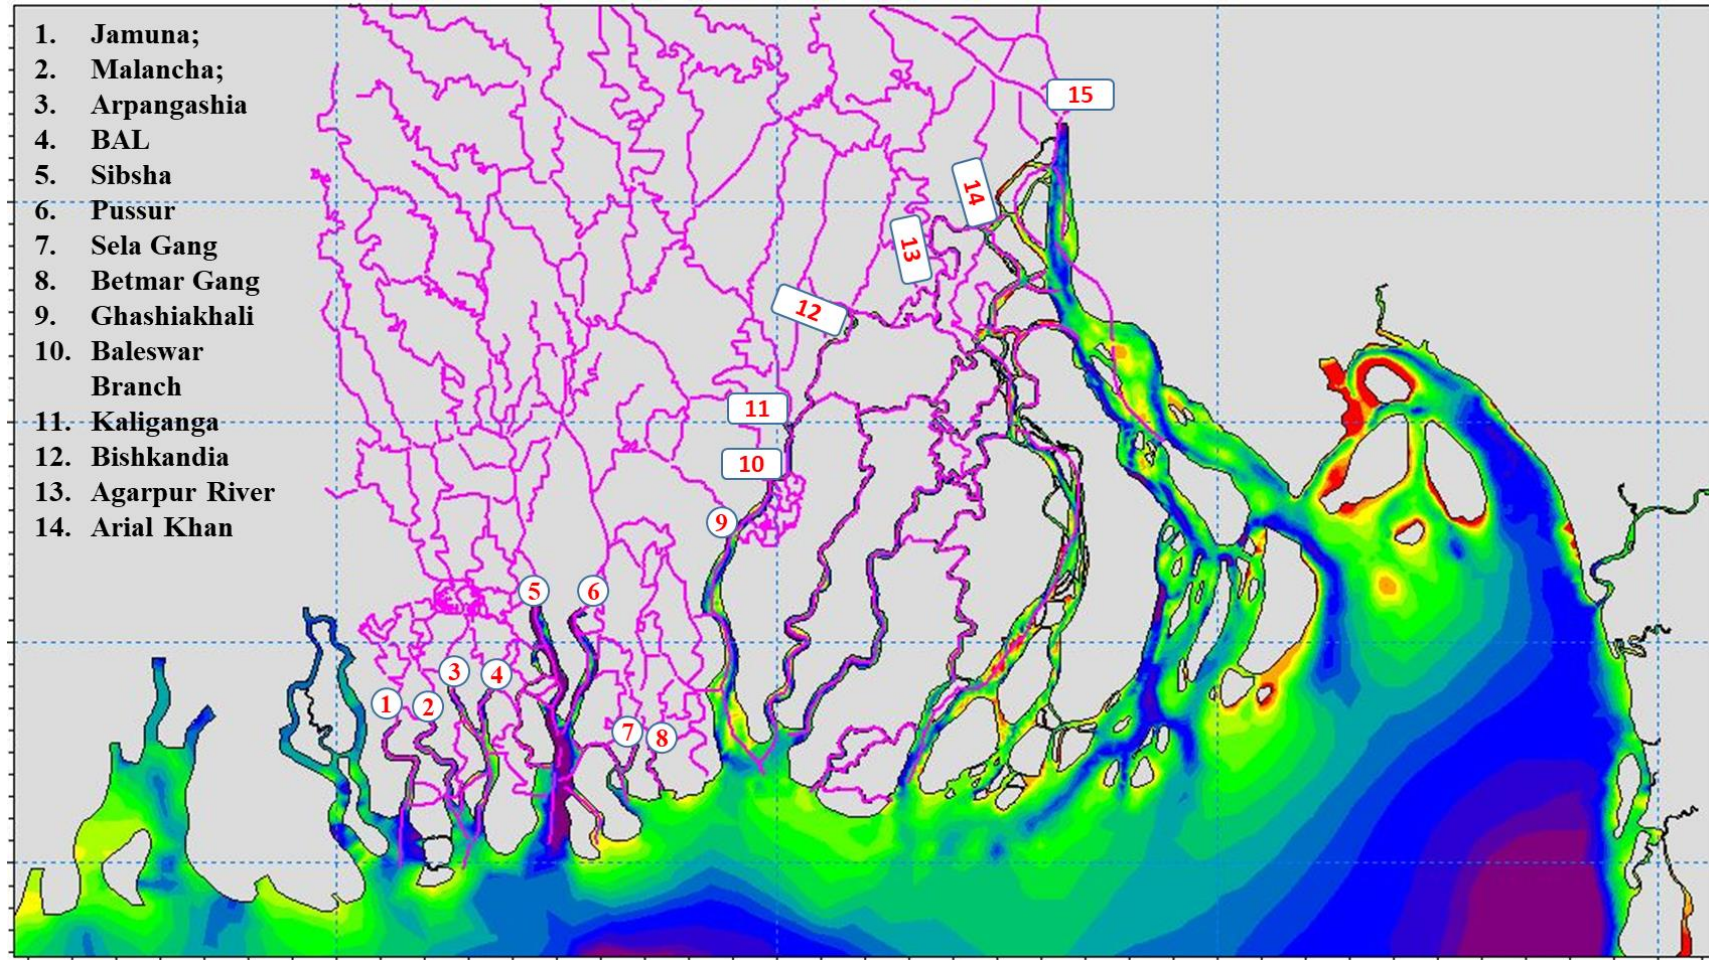 1. Jamuna;
2. Malancha;
3. Arpangashia
4. BAL
5. Sibsha
6. Pussur
7. Sela Gang
8. Betmar Gang
9. Ghashiakhali
10. Baleswar
Branch
11. Kaliganga
12. Bishkandia
13. Agarpur River
14. Arial Khan
15
14
13
12
11
10
9
5
6
3
4
1
2
7
8